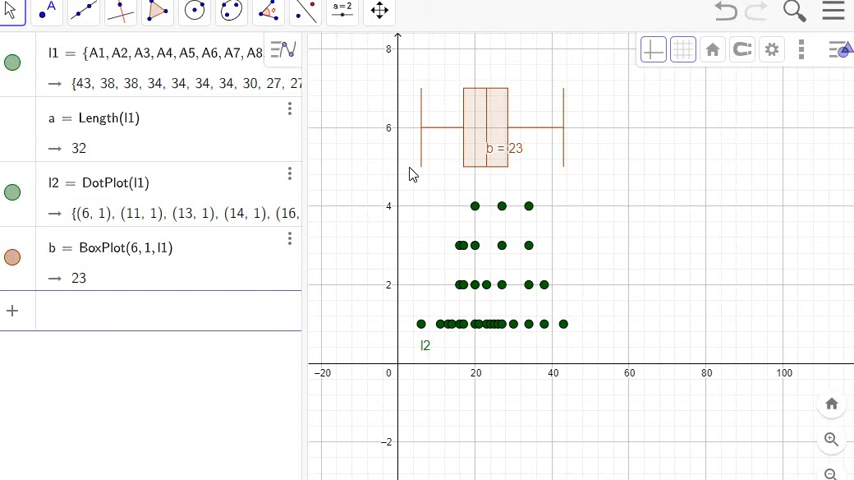 a=2
l1 = {A1, A2, A3, A4, A5, A6, A7, A8
→ {43, 38, 38, 34, 34, 34, 34, 30, 27, 27
a = Length(l1)
→ 32
l2 = DotPlot(l1)
→ {(6, 1), (11, 1), (13, 1), (14, 1), (16,
b = BoxPlot(6,1,l1)
→ 23
+
8
6
b = 23
4
2
l2
-20 0 20 40 60 80 100
-2